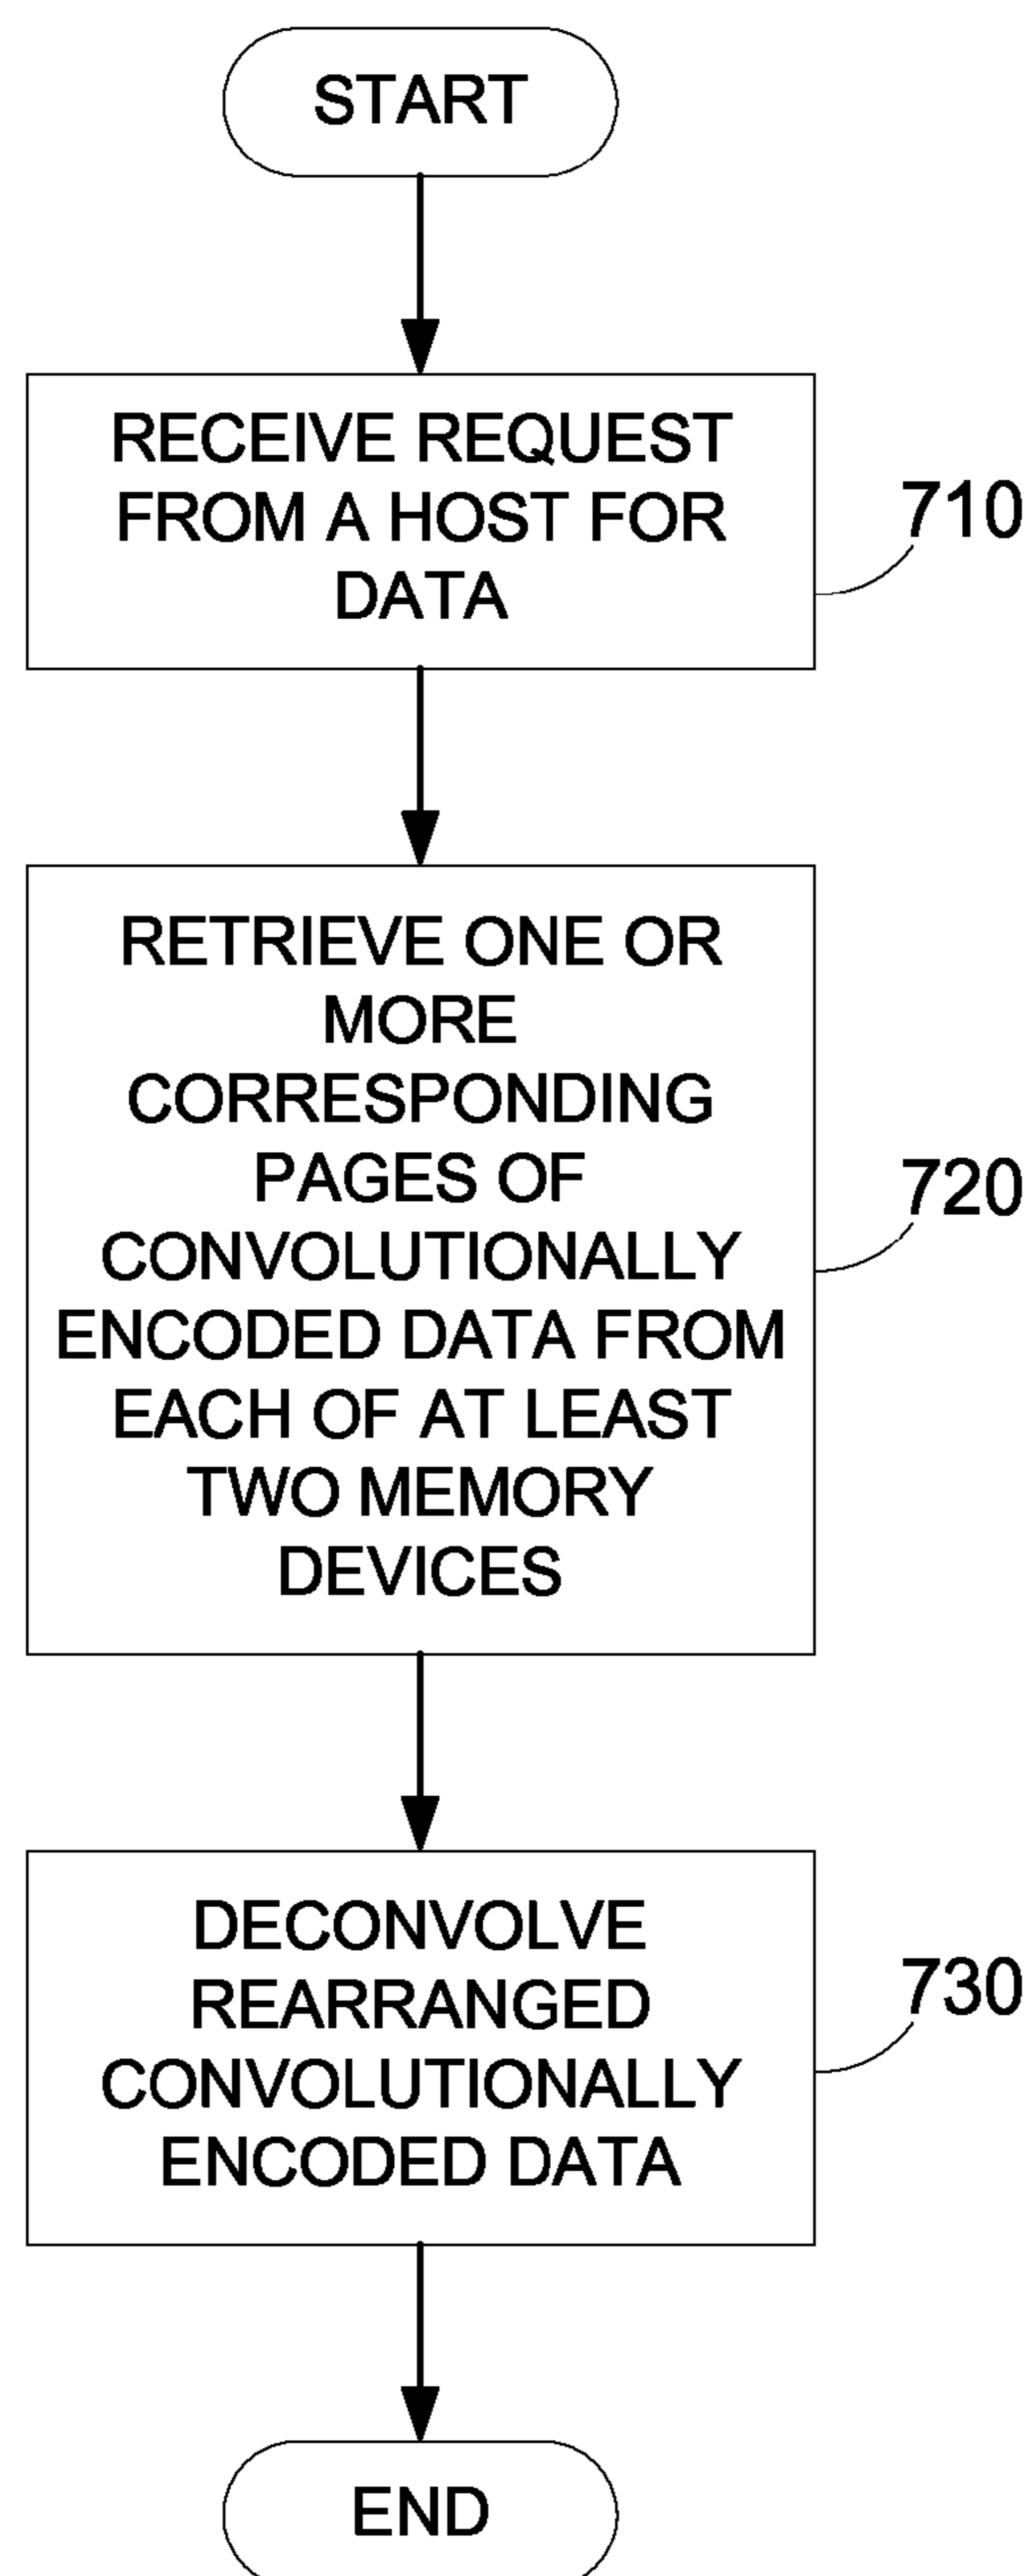 START
RECEIVE REQUEST
FROM A HOST FOR
DATA
710
RETRIEVE ONE OR
MORE
CORRESPONDING
PAGES OF
CONVOLUTIONALLY
ENCODED DATA FROM
EACH OF AT LEAST
TWO MEMORY
DEVICES
720
DECONVOLVE
REARRANGED
CONVOLUTIONALLY
ENCODED DATA
730
END